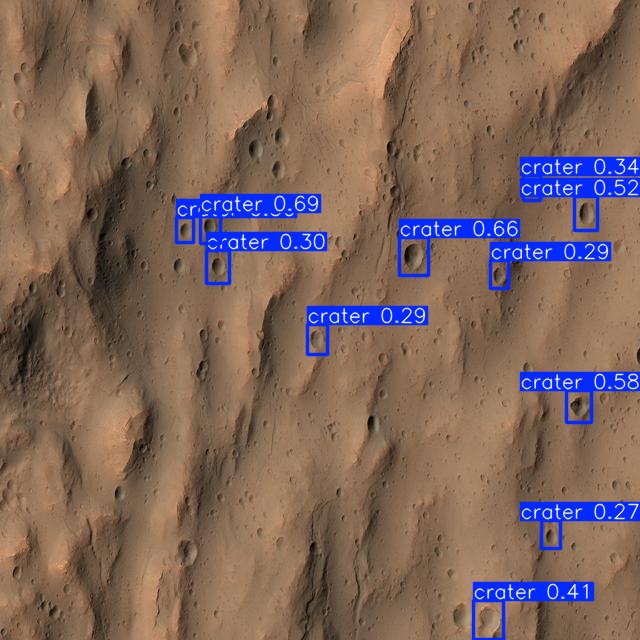 crater 0.34
crater 0.52
crater 0.69
crater 0.66
crater 0.30
crater 0.29
crater 0.29
crater 0.58
crater 0.27
crater 0.41